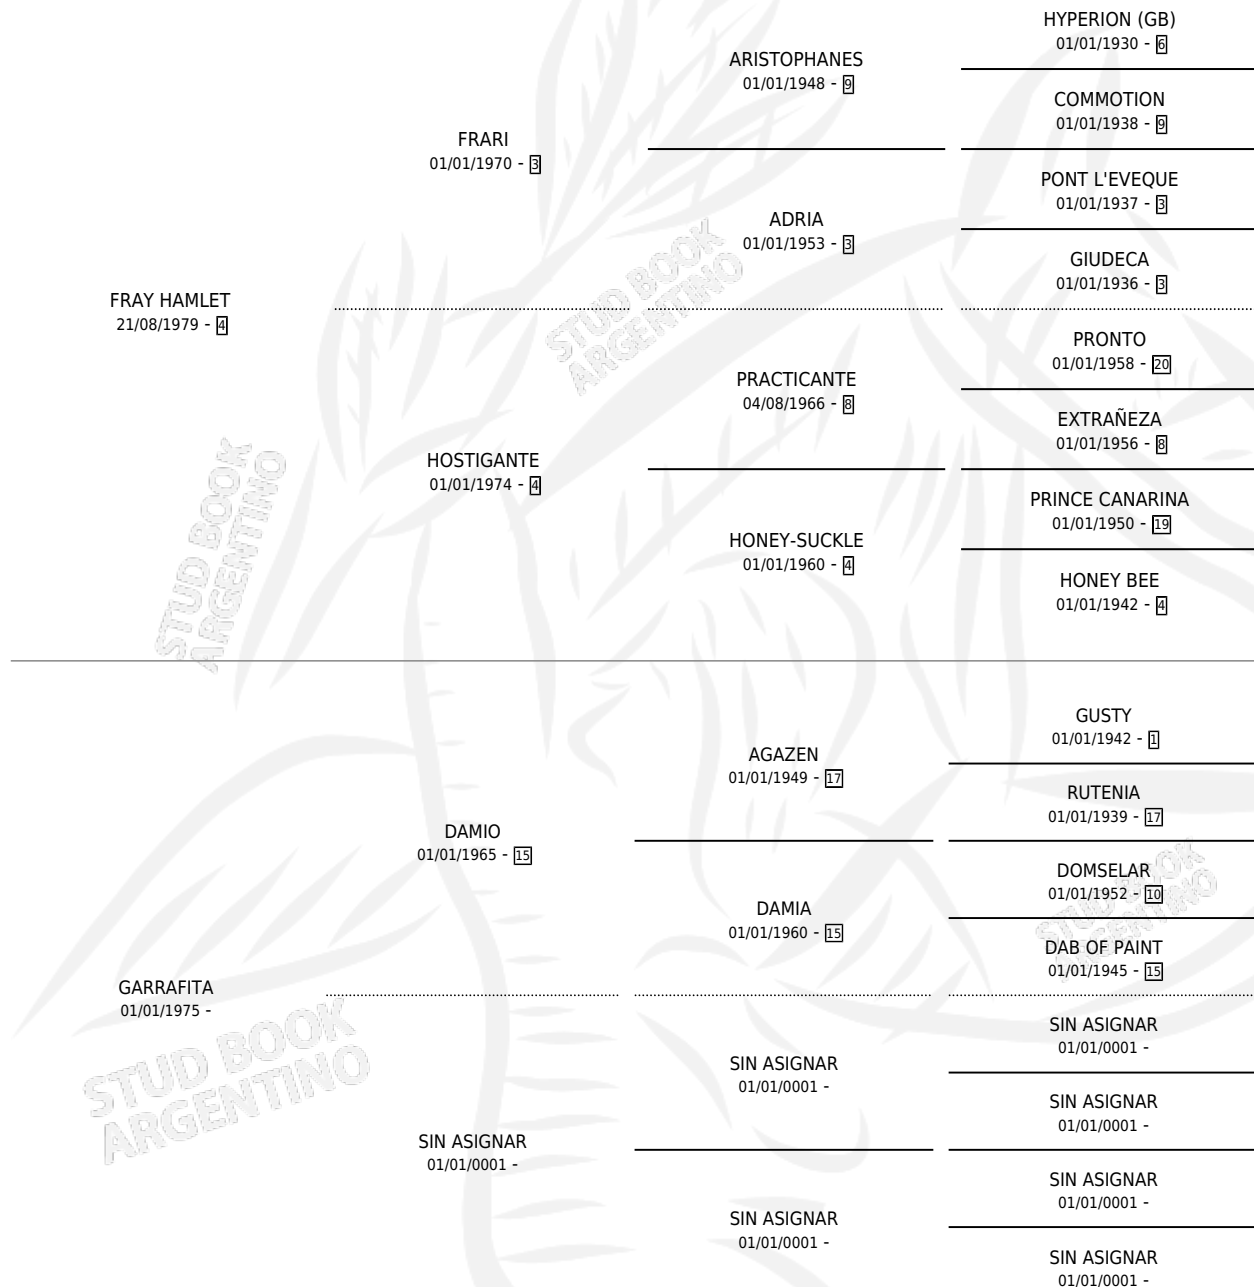 HYPERION (GB)
01/01/1930 - 6
ARISTOPHANES
01/01/1948 - 9
COMMOTION
01/01/1938 - 9
FRARI
01/01/1970 - 3
PONT L'EVEQUE
01/01/1937 - 3
ADRIA
01/01/1953 - 3
GIUDECA
01/01/1936 - 3
FRAY HAMLET
21/08/1979 - 4
PRONTO
01/01/1958 - 20
PRACTICANTE
04/08/1966 - 8
EXTRAÑEZA
01/01/1956 - 8
HOSTIGANTE
01/01/1974 - 4
PRINCE CANARINA
01/01/1950 - 19
HONEY-SUCKLE
01/01/1960 - 4
HONEY BEE
01/01/1942 - 4
GUSTY
01/01/1942 - 1
AGAZEN
01/01/1949 - 17
RUTENIA
01/01/1939 - 17
DAMIO
01/01/1965 - 15
DOMSELAR
01/01/1952 - 10
DAMIA
01/01/1960 - 15
DAB OF PAINT
01/01/1945 - 15
GARRAFITA
01/01/1975 -
SIN ASIGNAR
01/01/0001 -
SIN ASIGNAR
01/01/0001 -
SIN ASIGNAR
01/01/0001 -
SIN ASIGNAR
01/01/0001 -
SIN ASIGNAR
01/01/0001 -
SIN ASIGNAR
01/01/0001 -
SIN ASIGNAR
01/01/0001 -
STUD BOOK
ARGENTINO
STUD BOOK
ARGENTINO
STUD BOOK
ARGENTINO
STUD BOOK
ARGENTINO